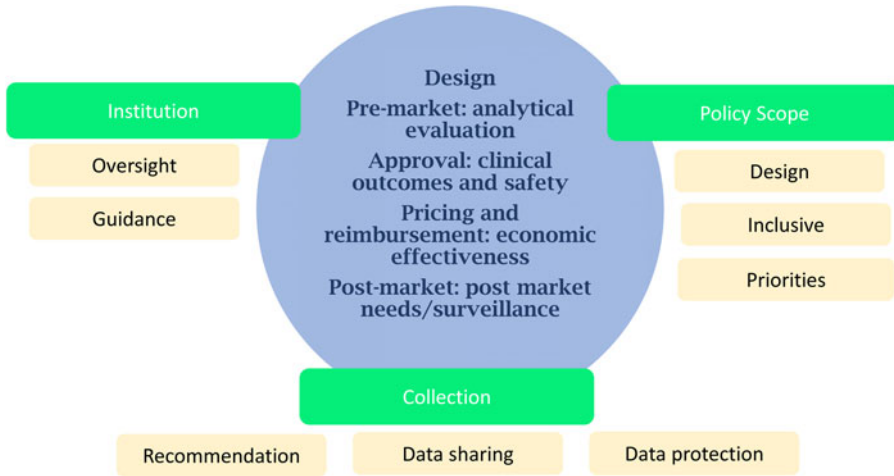 Design
Pre-market: analytical
evaluation
Approval: clinical
outcomes and safety
Pricing and
reimbursement: economic
effectiveness
Post-market: post market
needs/surveillance
Institution
Oversight
Guidance
Policy Scope
Design
Inclusive
Priorities
Collection
Recommendation
Data sharing
Data protection